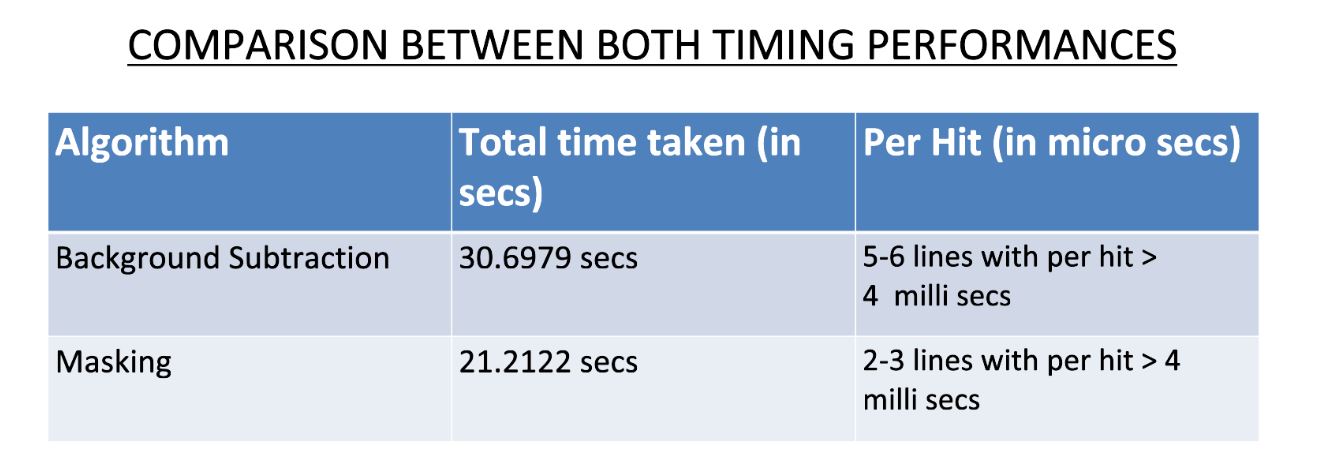 COMPARISON BETWEEN BOTH TIMING PERFORMANCES
Algorithm
Total time taken (in
secs)
Per Hit (in micro secs)
Background Subtraction
30.6979 secs
5-6 lines with per hit >
4  milli secs
Masking
21.2122 secs
2-3 lines with per hit > 4
milli secs